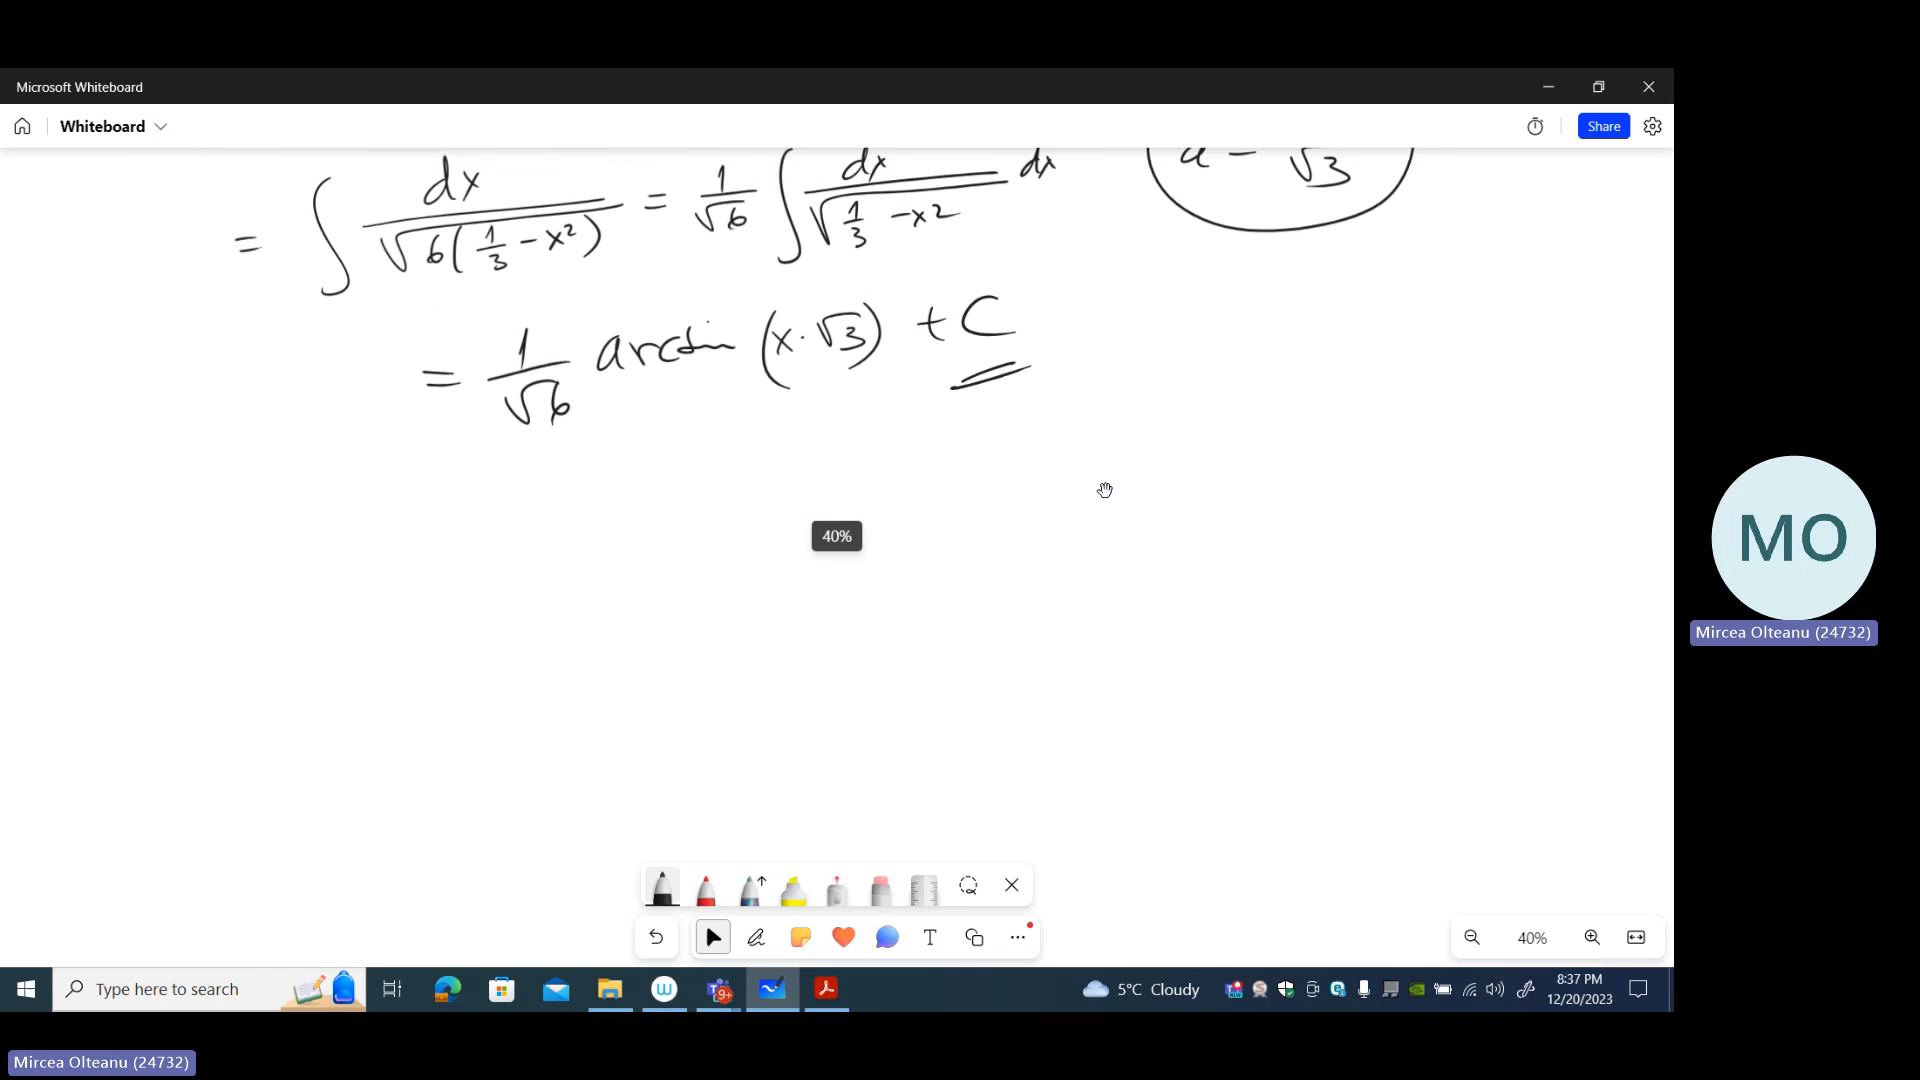 Microsoft Whiteboard
Whiteboard
Share
= ∫ dx / √6(1/3 - x²) = 1/√6 ∫ dx / √1/3 - x² dx
a = 1/√3
= 1/√6 arcsin (x · √3) + C
40%
MO
Mircea Olteanu (24732)
T
40%
Type here to search
W
9+
5°C Cloudy
8:37 PM
12/20/2023
Mircea Olteanu (24732)